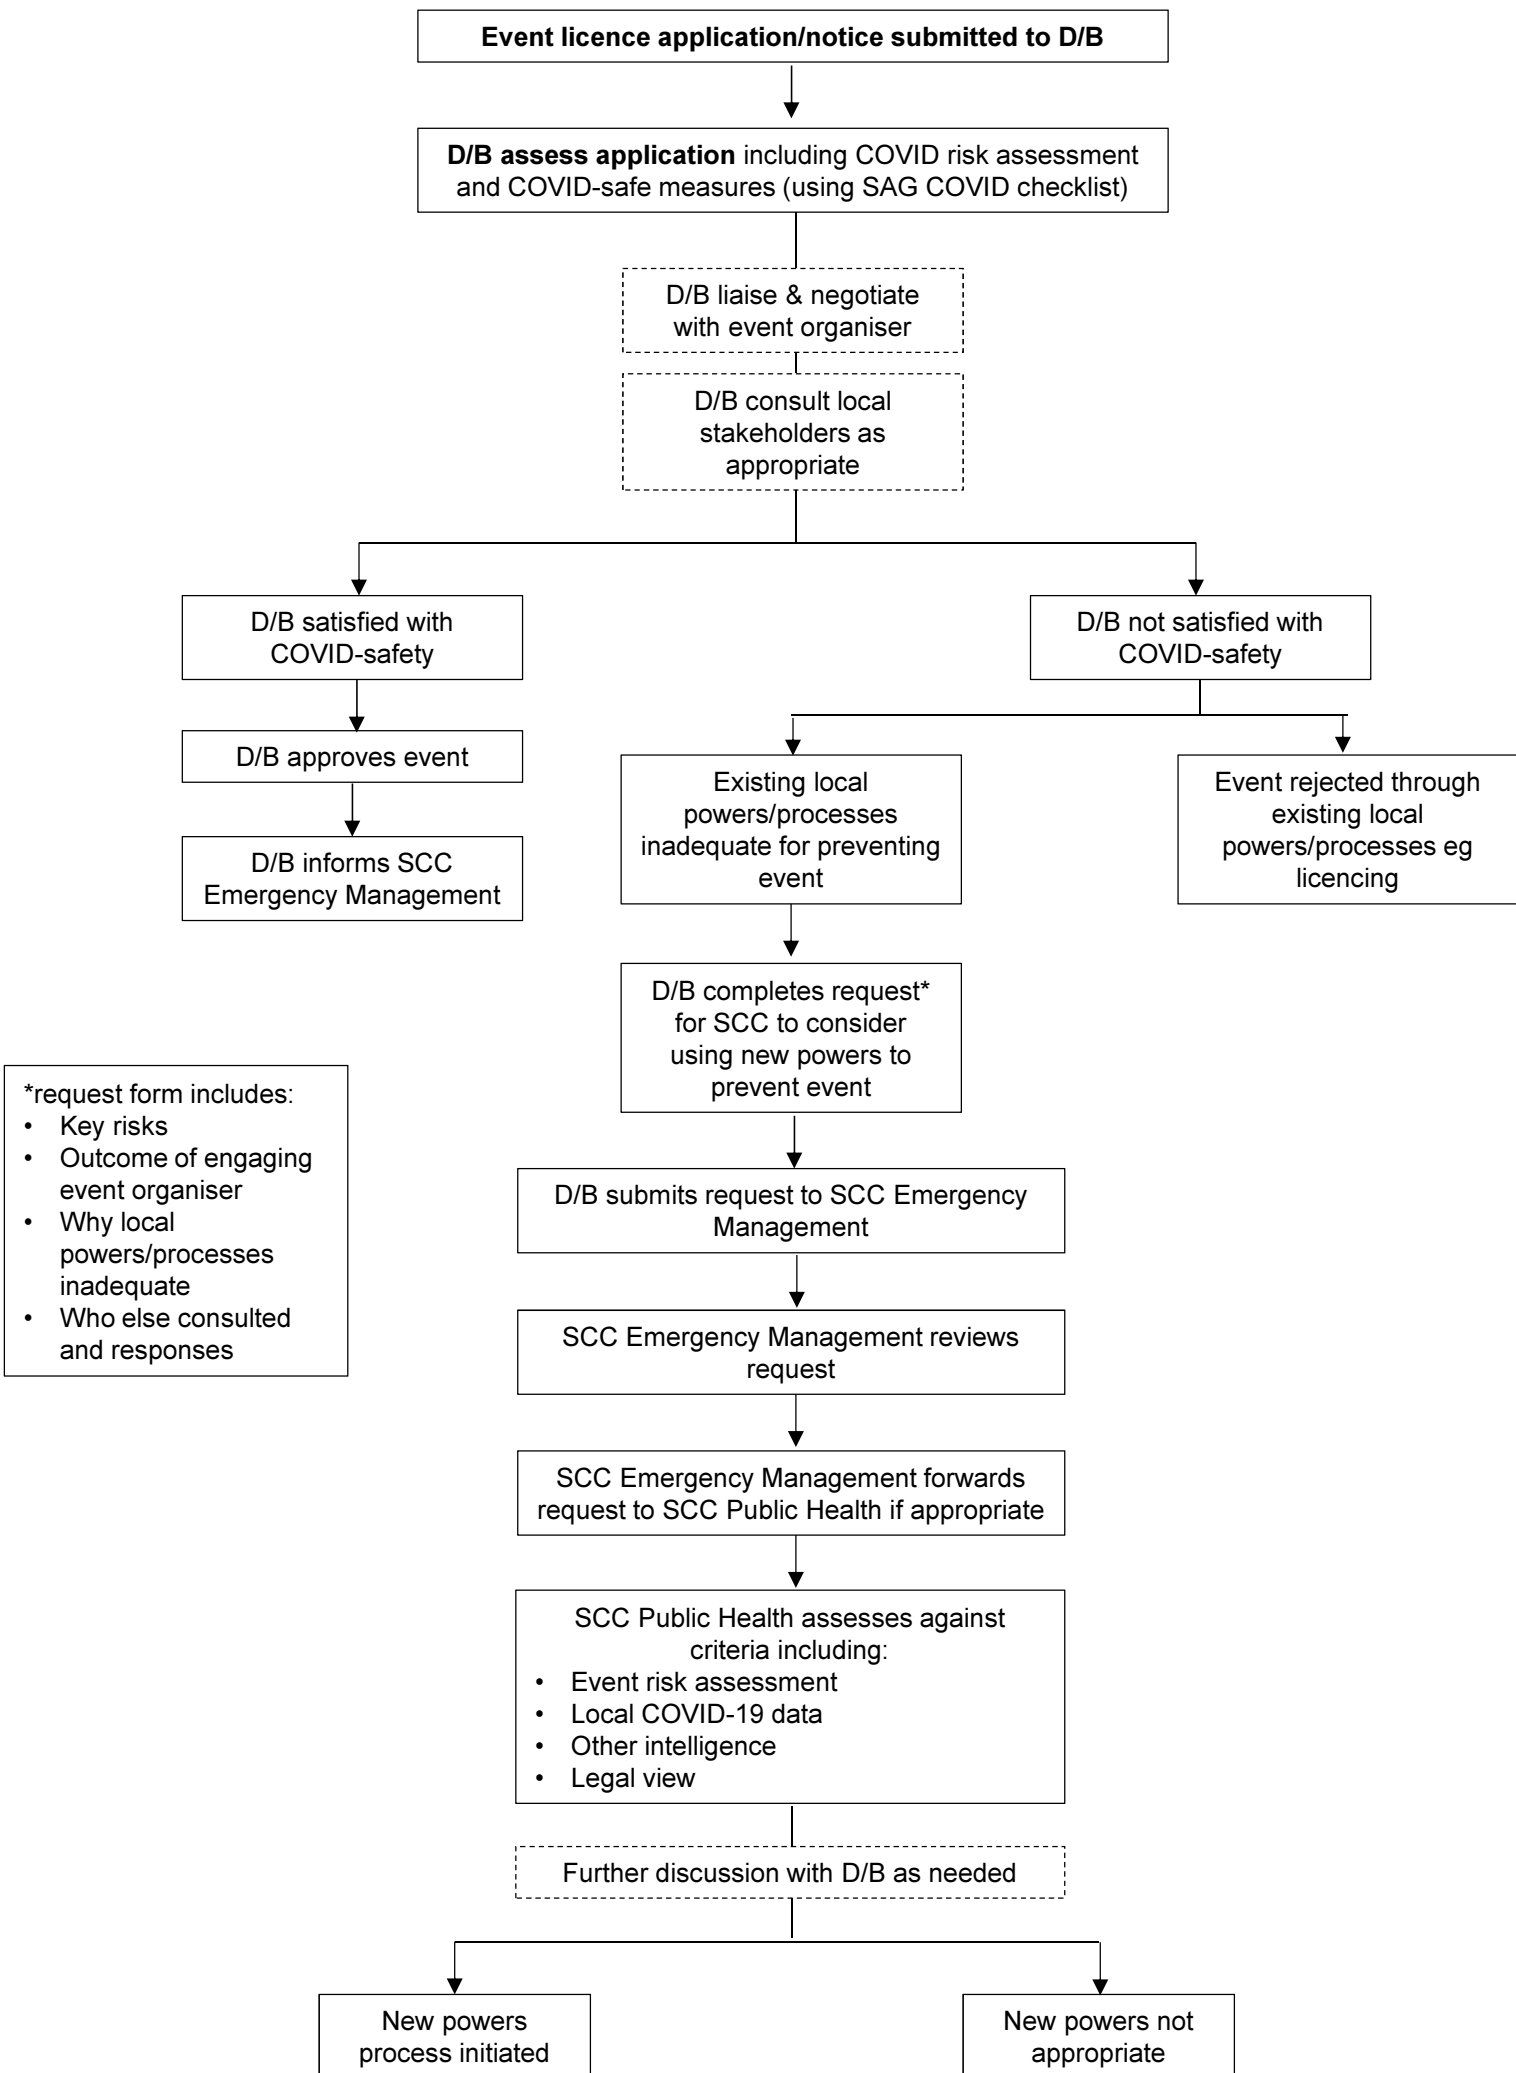 Event licence application/notice submitted to D/B
D/B assess application including COVID risk assessment
and COVID-safe measures (using SAG COVID checklist)
D/B liaise & negotiate
with event organiser
D/B consult local
stakeholders as
appropriate
D/B satisfied with
COVID-safety
D/B not satisfied with
COVID-safety
D/B approves event
D/B informs SCC
Emergency Management
Existing local
powers/processes
inadequate for preventing
event
Event rejected through
existing local
powers/processes eg
licencing
D/B completes request*
for SCC to consider
using new powers to
prevent event
*request form includes:
• Key risks
• Outcome of engaging
event organiser
• Why local
powers/processes
inadequate
• Who else consulted
and responses
D/B submits request to SCC Emergency
Management
SCC Emergency Management reviews
request
SCC Emergency Management forwards
request to SCC Public Health if appropriate
SCC Public Health assesses against
criteria including:
• Event risk assessment
• Local COVID-19 data
• Other intelligence
• Legal view
Further discussion with D/B as needed
New powers
process initiated
New powers not
appropriate